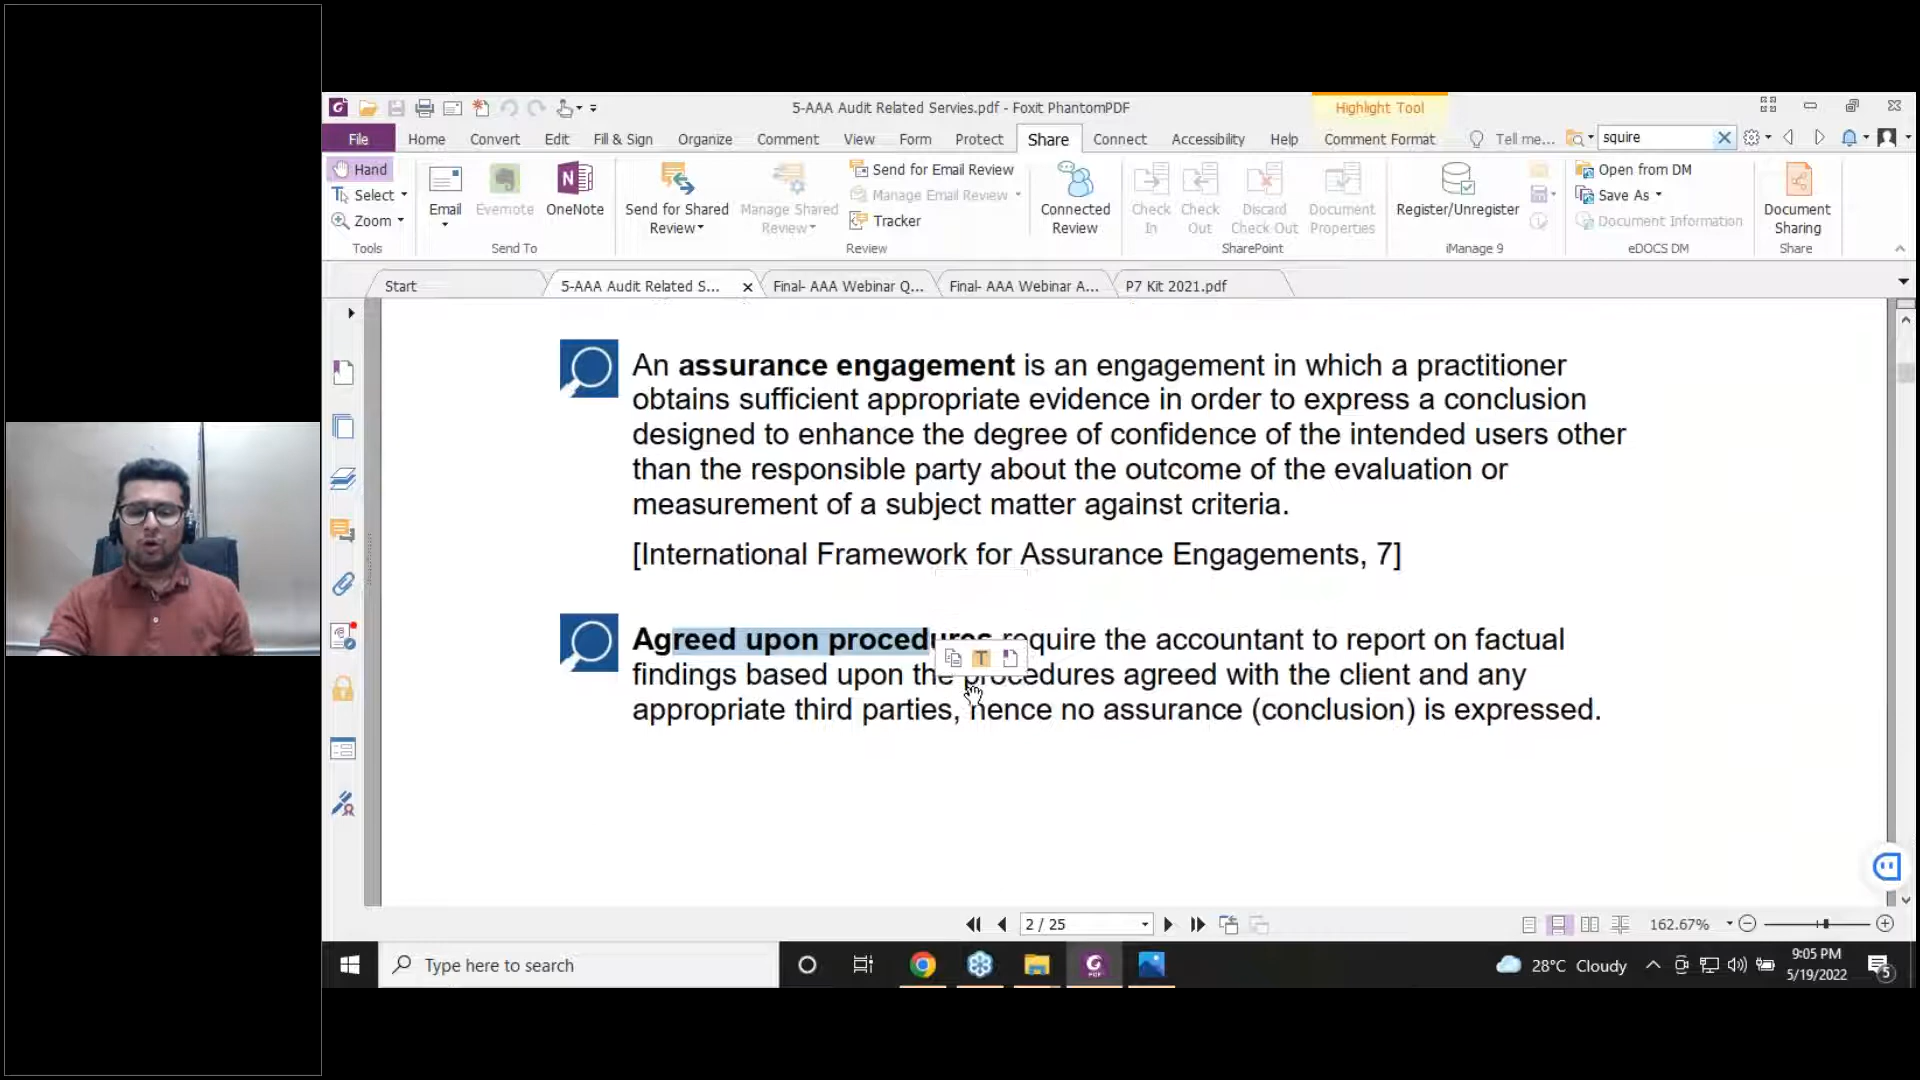 5-AAA Audit Related Servies.pdf - Foxit PhantomPDF
Highlight Tool
File
Home
Convert
Edit
Fill & Sign
Organize
Comment
View
Form
Protect
Share
Connect
Accessibility
Help
Comment Format
Tell me...
squire
Hand
Select
Zoom
Tools
Email
Evernote
OneNote
Send To
Send for Shared
Review
Manage Shared
Review
Send for Email Review
Manage Email Review
Tracker
Review
Connected
Review
Check
In
Check
Out
Discard
Check Out
Document
Properties
SharePoint
Register/Unregister
iManage 9
Open from DM
Save As
Document Information
eDOCS DM
Document
Sharing
Share
Start
5-AAA Audit Related S...
Final- AAA Webinar Q...
Final- AAA Webinar A...
P7 Kit 2021.pdf
An assurance engagement is an engagement in which a practitioner
obtains sufficient appropriate evidence in order to express a conclusion
designed to enhance the degree of confidence of the intended users other
than the responsible party about the outcome of the evaluation or
measurement of a subject matter against criteria.
[International Framework for Assurance Engagements, 7]
Agreed upon procedures require the accountant to report on factual
findings based upon the procedures agreed with the client and any
appropriate third parties, hence no assurance (conclusion) is expressed.
2 / 25
162.67%
Type here to search
28°C Cloudy
9:05 PM
5/19/2022
5